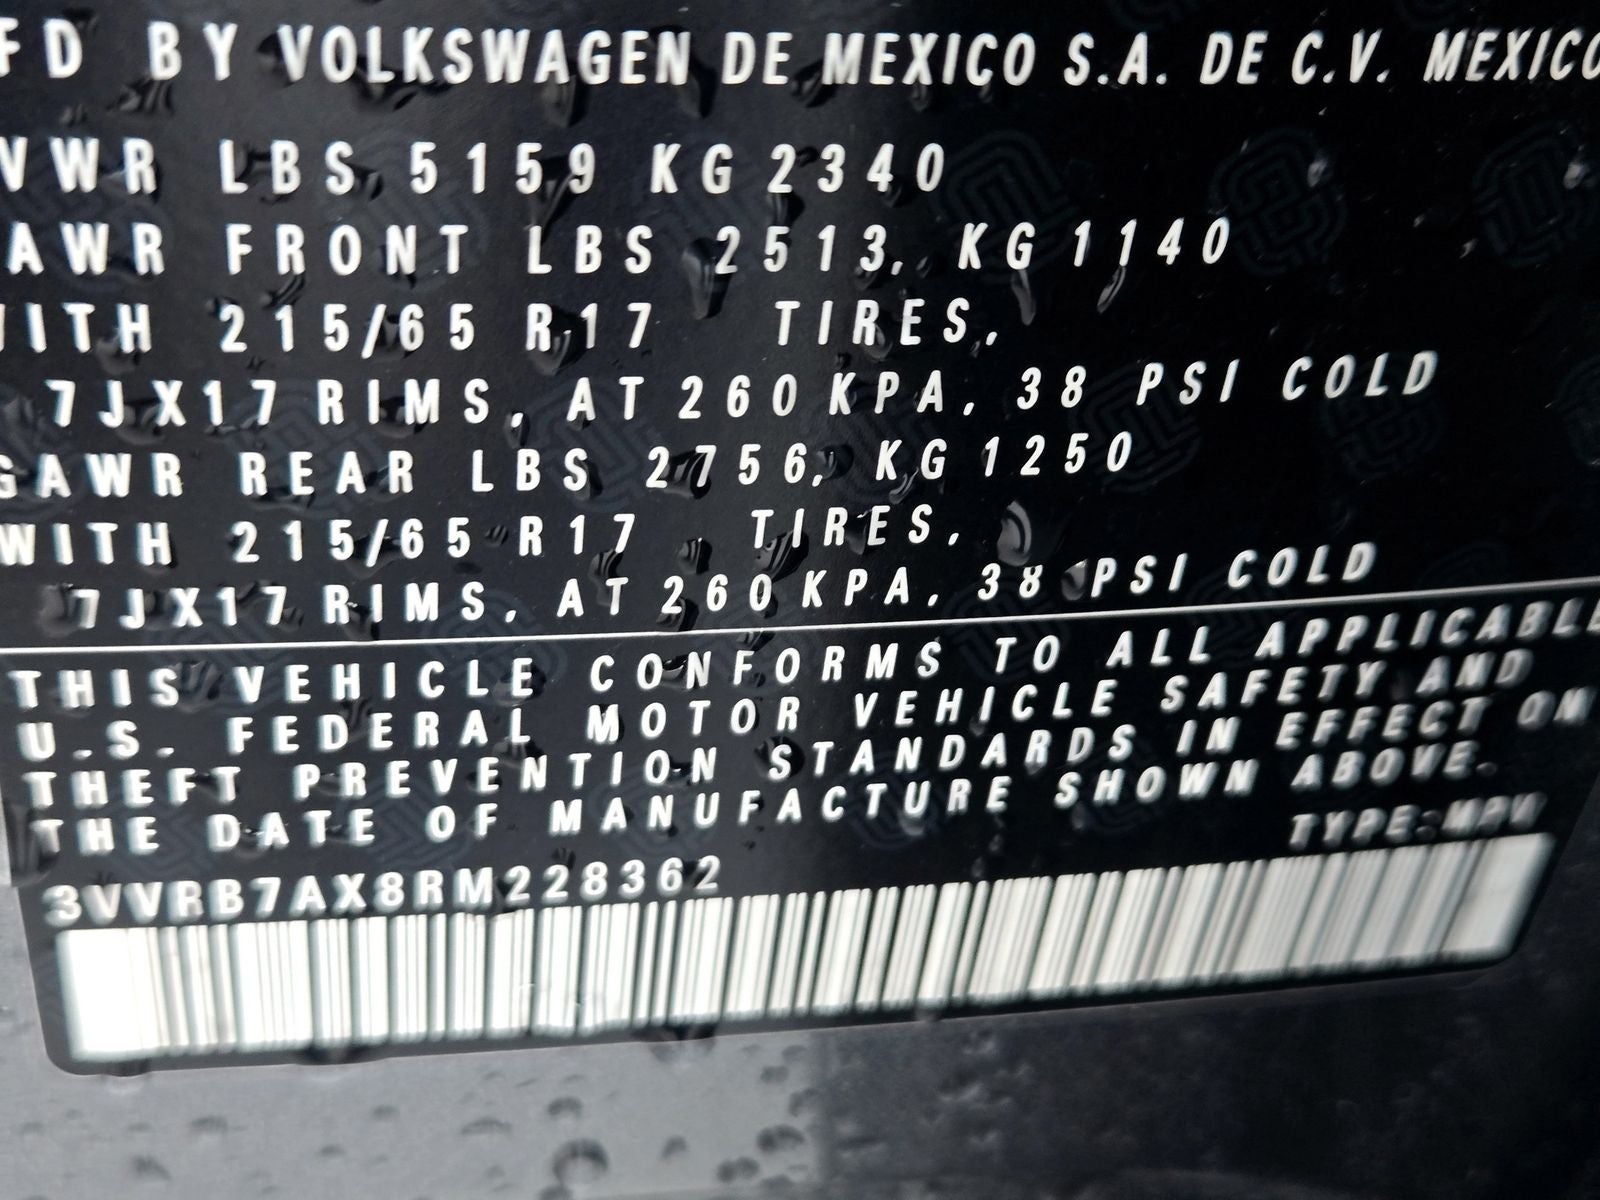 FD BY VOLKSWAGEN DE MEXICO S.A. DE C.V. MEXICO
VWR LBS 5159 KG 2340
AWR FRONT LBS 2513, KG 1140
WITH 215/65 R17 TIRES,
7JX17 RIMS, AT 260 KPA, 38 PSI COLD
GAWR REAR LBS 2756, KG 1250
WITH 215/65 R17 TIRES,
7JX17 RIMS, AT 260 KPA, 38 PSI COLD
THIS VEHICLE CONFORMS TO ALL APPLICABLE
U.S. FEDERAL MOTOR VEHICLE SAFETY AND
THEFT PREVENTION STANDARDS IN EFFECT ON
THE DATE OF MANUFACTURE SHOWN ABOVE.
TYPE: MPV
3VVRB7AX8RM228362